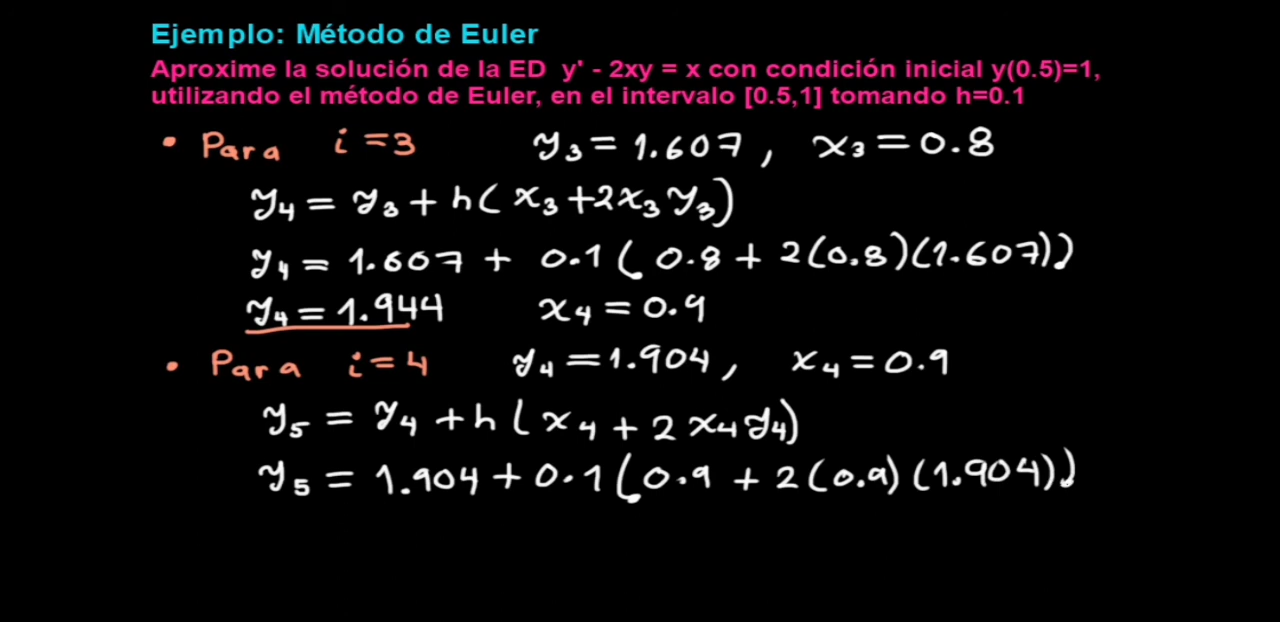 Ejemplo: Método de Euler
Aproxime la solución de la ED y' - 2xy = x con condición inicial y(0.5)=1,
utilizando el método de Euler, en el intervalo [0.5,1] tomando h=0.1
• Para i=3 y₃ = 1.607, x₃ = 0.8
y₄ = y₃ + h(x₃+2x₃y₃)
y₄ = 1.607 + 0.1(0.8 + 2(0.8)(1.607))
y₄ = 1.944 x₄ = 0.9
• Para i=4 y₄ = 1.904, x₄ = 0.9
y₅ = y₄ + h(x₄ + 2x₄y₄)
y₅ = 1.904 + 0.1(0.9 + 2(0.9)(1.904))